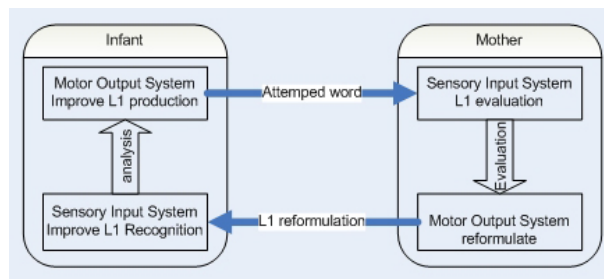 Infant
Motor Output System
Improve L1 production
analysis
Sensory Input System
Improve L1 Recognition
Attemped word
L1 reformulation
Mother
Sensory Input System
L1 evaluation
Evaluation
Motor Output System
reformulate